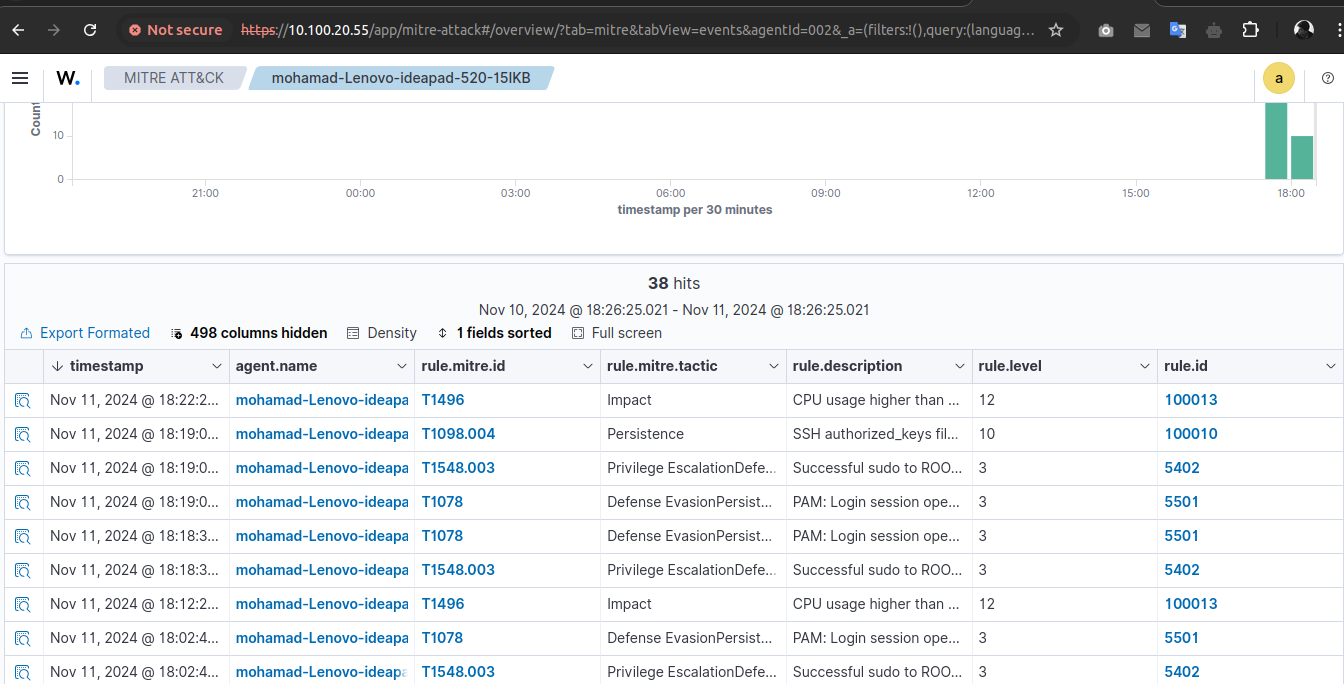 Not secure https://10.100.20.55/app/mitre-attack#/overview/?tab=mitre&tabView=events&agentId=002&_a=(filters:!(),query:(languag...
W. MITRE ATT&CK mohamad-Lenovo-ideapad-520-15IKB a
Count
10
0
21:00 00:00 03:00 06:00 09:00 12:00 15:00 18:00
timestamp per 30 minutes
38 hits
Nov 10, 2024 @ 18:26:25.021 - Nov 11, 2024 @ 18:26:25.021
Export Formated 498 columns hidden Density 1 fields sorted Full screen
timestamp agent.name rule.mitre.id rule.mitre.tactic rule.description rule.level rule.id
Nov 11, 2024 @ 18:22:2... mohamad-Lenovo-ideapa T1496 Impact CPU usage higher than ... 12 100013
Nov 11, 2024 @ 18:19:0... mohamad-Lenovo-ideapa T1098.004 Persistence SSH authorized_keys fil... 10 100010
Nov 11, 2024 @ 18:19:0... mohamad-Lenovo-ideapa T1548.003 Privilege EscalationDefe... Successful sudo to ROO... 3 5402
Nov 11, 2024 @ 18:19:0... mohamad-Lenovo-ideapa T1078 Defense EvasionPersist... PAM: Login session ope... 3 5501
Nov 11, 2024 @ 18:18:3... mohamad-Lenovo-ideapa T1078 Defense EvasionPersist... PAM: Login session ope... 3 5501
Nov 11, 2024 @ 18:18:3... mohamad-Lenovo-ideapa T1548.003 Privilege EscalationDefe... Successful sudo to ROO... 3 5402
Nov 11, 2024 @ 18:12:2... mohamad-Lenovo-ideapa T1496 Impact CPU usage higher than ... 12 100013
Nov 11, 2024 @ 18:02:4... mohamad-Lenovo-ideapa T1078 Defense EvasionPersist... PAM: Login session ope... 3 5501
Nov 11, 2024 @ 18:02:4... mohamad-Lenovo-ideapa T1548.003 Privilege EscalationDefe... Successful sudo to ROO... 3 5402